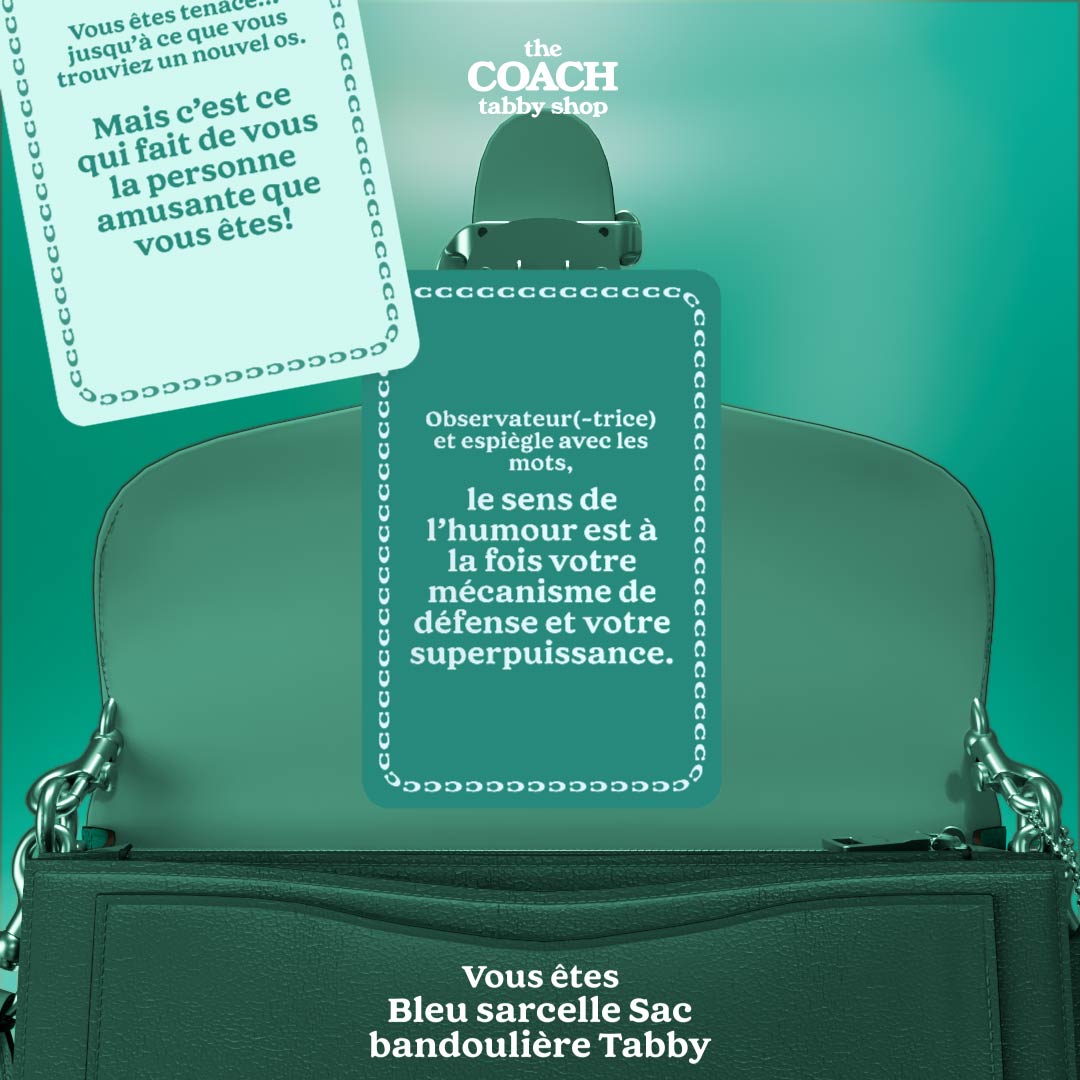 Vous êtes tenace...
jusqu'à ce que vous
trouviez un nouvel os.
Mais c'est ce
qui fait de vous
la personne
amusante que
vous êtes!
the
COACH
tabby shop
Observateur(-trice)
et espiègle avec les
mots,
le sens de
l'humour est à
la fois votre
mécanisme de
défense et votre
superpuissance.
Vous êtes
Bleu sarcelle Sac
bandoulière Tabby